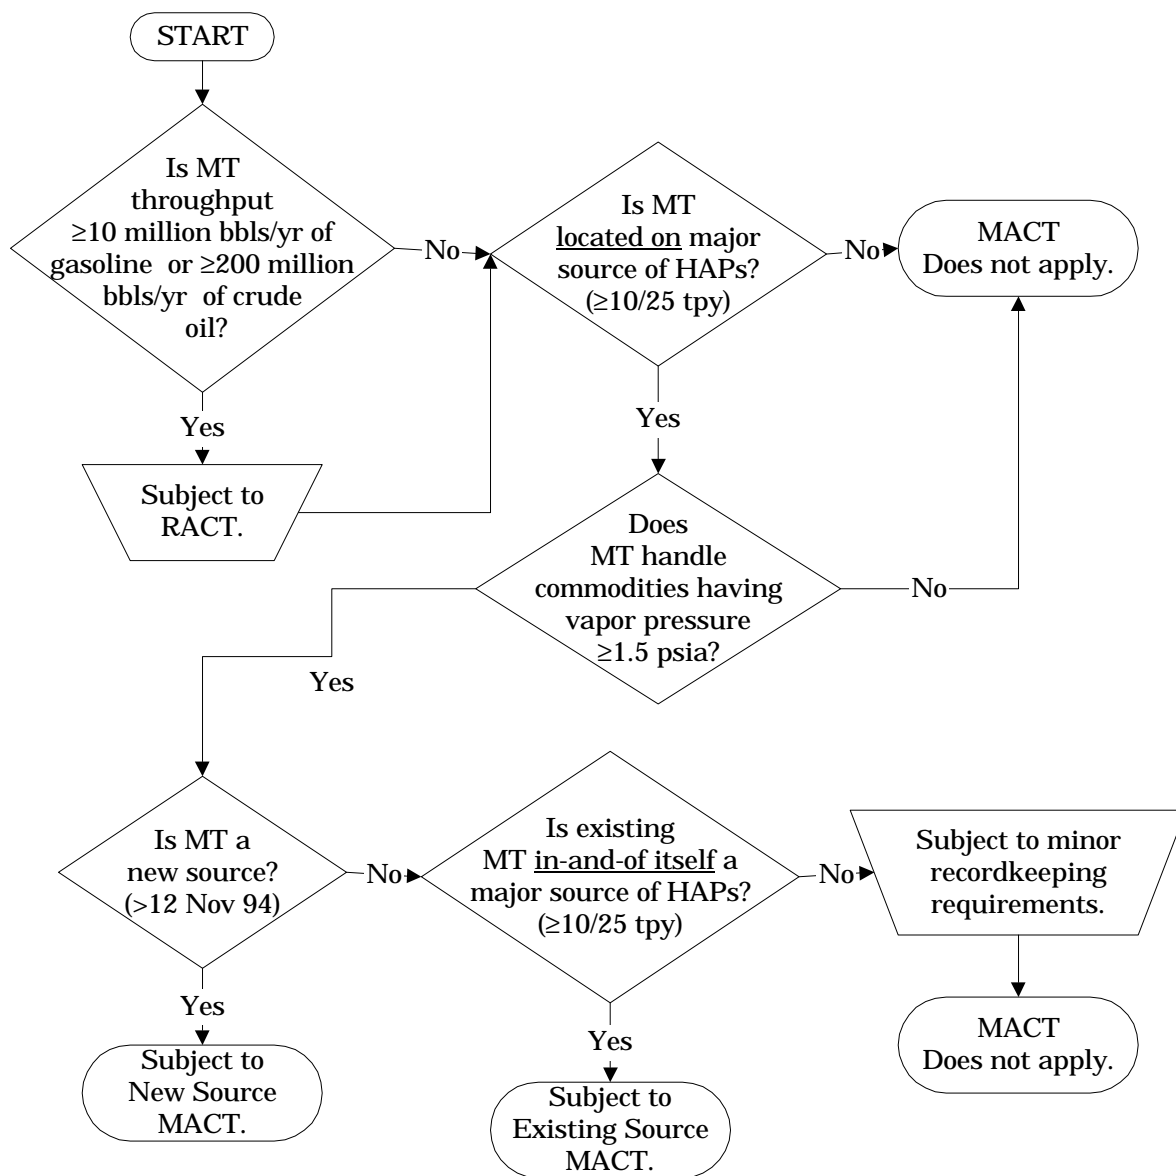 START
Is MT
throughput
≥10 million bbls/yr of
gasoline or ≥200 million
bbls/yr of crude
oil?
No
Is MT
located on major
source of HAPs?
(≥10/25 tpy)
No
MACT
Does not apply.
Yes
Subject to
RACT.
Yes
Does
MT handle
commodities having
vapor pressure
≥1.5 psia?
No
Yes
Is MT a
new source?
(>12 Nov 94)
No
Is existing
MT in-and-of itself a
major source of HAPs?
(≥10/25 tpy)
No
Subject to minor
recordkeeping
requirements.
Yes
Subject to
New Source
MACT.
Yes
Subject to
Existing Source
MACT.
MACT
Does not apply.